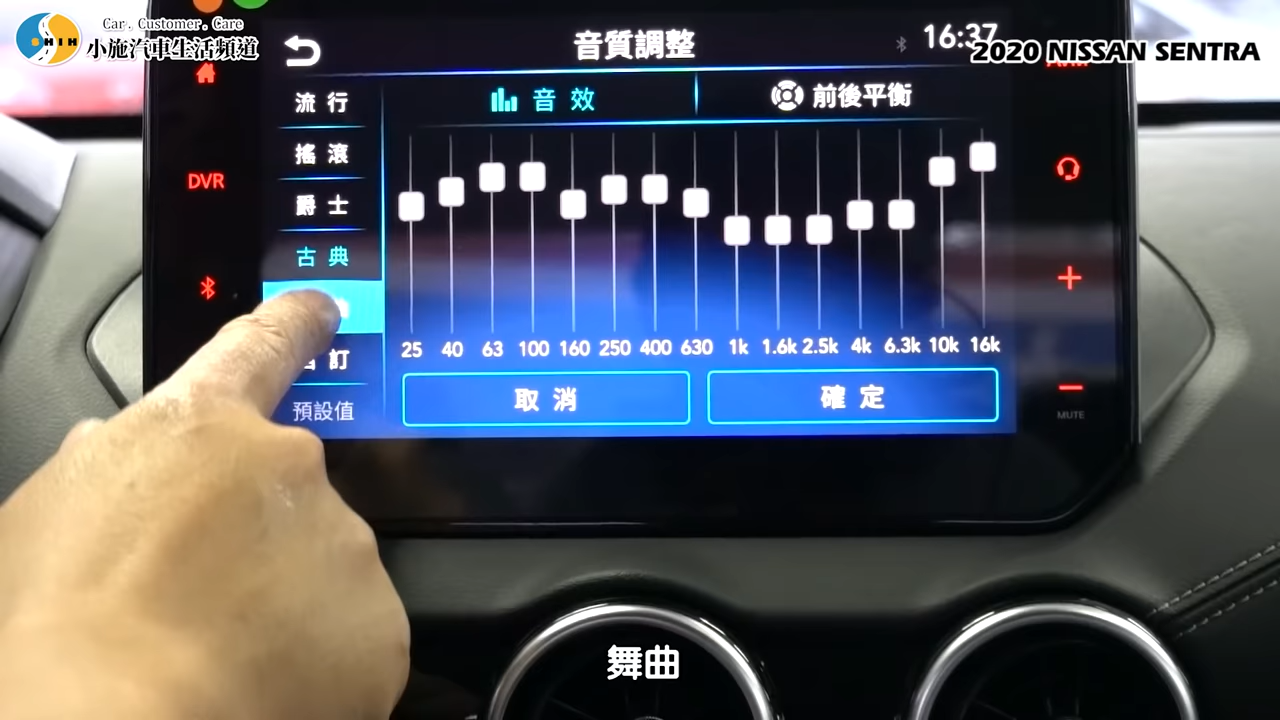 Car . Customer . Care
SHIH 小施汽車生活頻道
音質調整
16:37
2020 NISSAN SENTRA
流行
音效
前後平衡
搖滾
DVR
爵士
古典
訂
預設值
25 40 63 100 160 250 400 630 1k 1.6k 2.5k 4k 6.3k 10k 16k
取消
確定
MUTE
舞曲